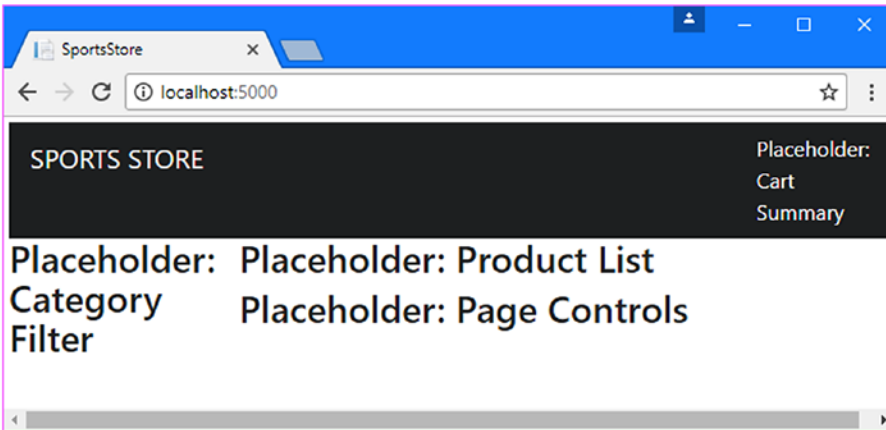 SportsStore
localhost:5000
SPORTS STORE
Placeholder:
Cart
Summary
Placeholder:
Category
Filter
Placeholder: Product List
Placeholder: Page Controls